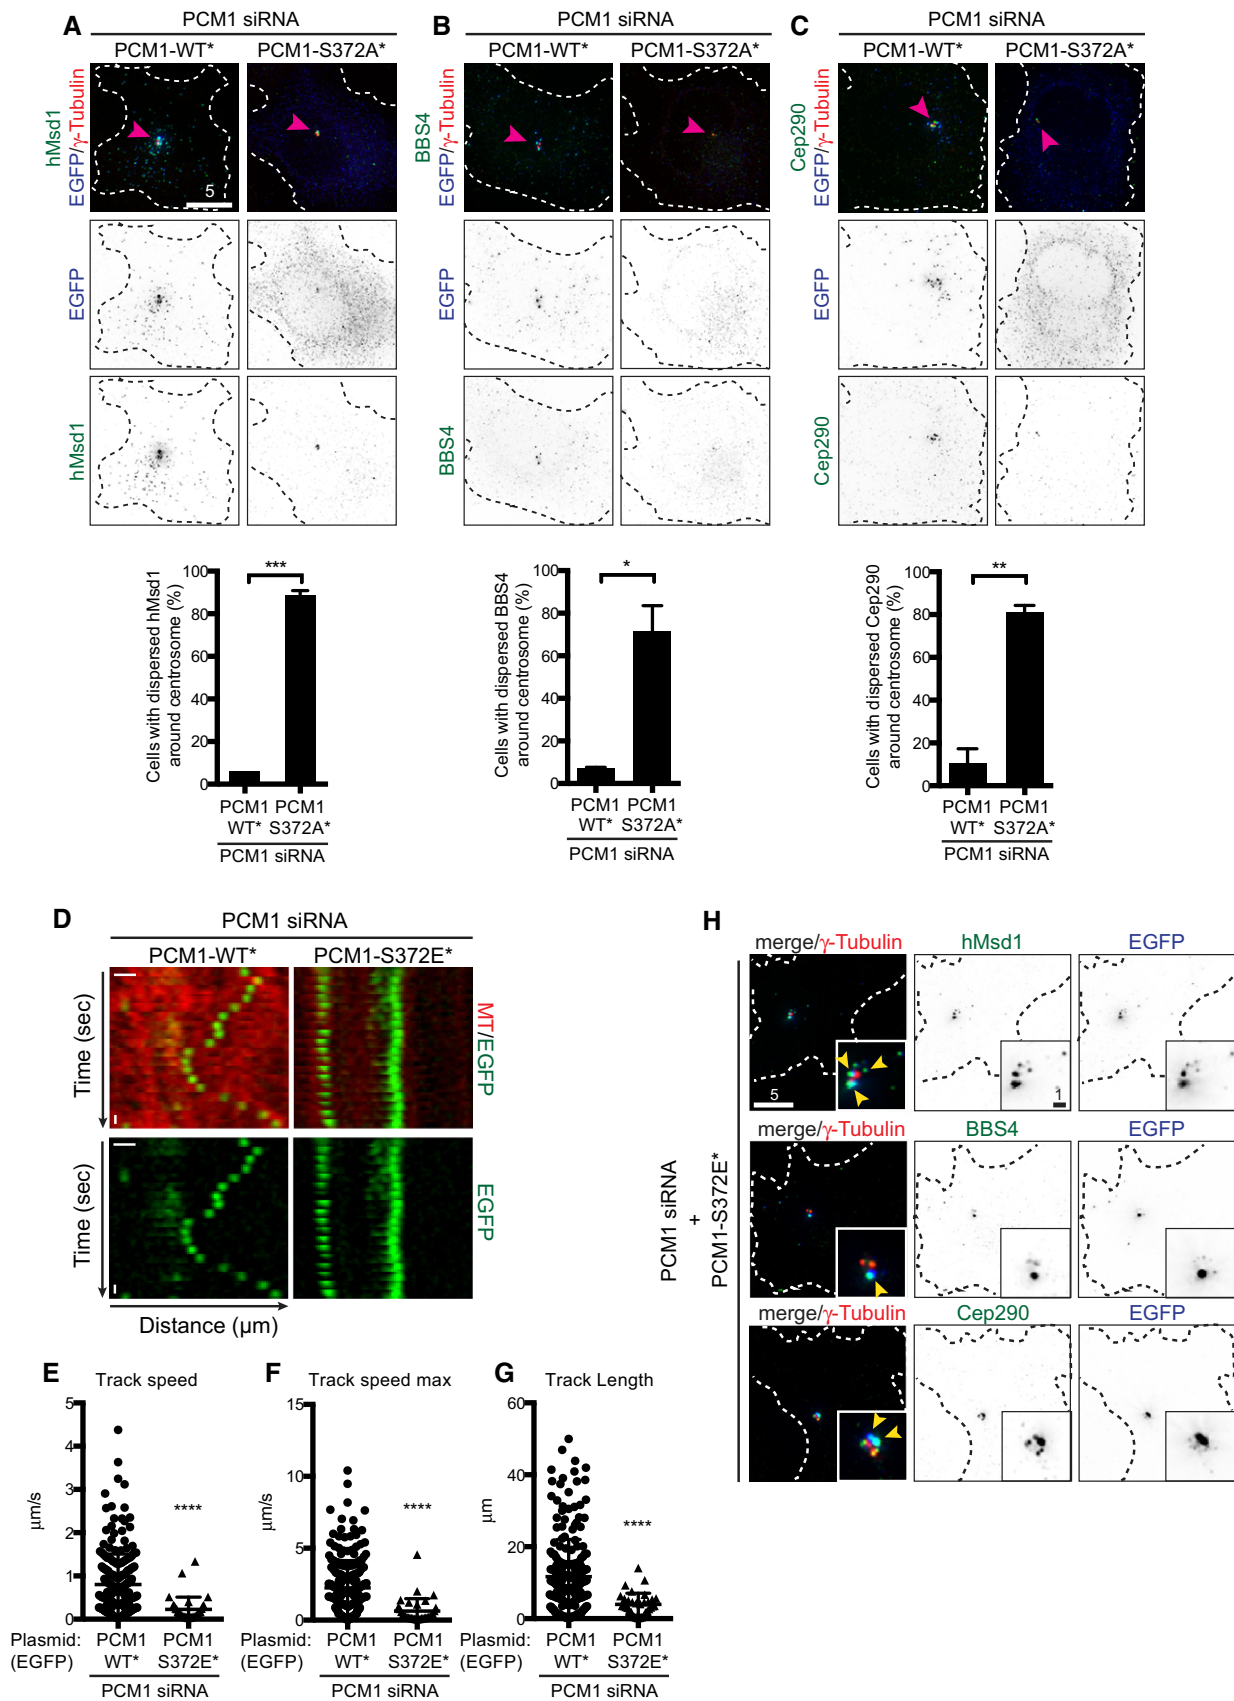 A
PCM1 siRNA
PCM1-WT* PCM1-S372A*
hMsd1
EGFP/γ-Tubulin
5
EGFP
hMsd1
Cells with dispersed hMsd1
around centrosome (%)
100
80
60
40
20
0
***
PCM1 WT*
PCM1 S372A*
PCM1 siRNA
B
PCM1 siRNA
PCM1-WT* PCM1-S372A*
BBS4
EGFP/γ-Tubulin
EGFP
BBS4
Cells with dispersed BBS4
around centrosome (%)
100
80
60
40
20
0
*
PCM1 WT*
PCM1 S372A*
PCM1 siRNA
C
PCM1 siRNA
PCM1-WT* PCM1-S372A*
Cep290
EGFP/γ-Tubulin
EGFP
Cep290
Cells with dispersed Cep290
around centrosome (%)
100
80
60
40
20
0
**
PCM1 WT*
PCM1 S372A*
PCM1 siRNA
D
PCM1 siRNA
PCM1-WT* PCM1-S372E*
Time (sec)
MT/EGFP
Time (sec)
EGFP
Distance (µm)
E
Track speed
5
4
3
2
1
0
µm/s
****
Plasmid: (EGFP)
PCM1 WT*
PCM1 S372E*
PCM1 siRNA
F
Track speed max
15
10
5
0
µm/s
****
Plasmid: (EGFP)
PCM1 WT*
PCM1 S372E*
PCM1 siRNA
G
Track Length
60
40
20
0
µm
****
Plasmid: (EGFP)
PCM1 WT*
PCM1 S372E*
PCM1 siRNA
H
PCM1 siRNA
+
PCM1-S372E*
merge/γ-Tubulin hMsd1 EGFP
5
1
merge/γ-Tubulin BBS4 EGFP
merge/γ-Tubulin Cep290 EGFP